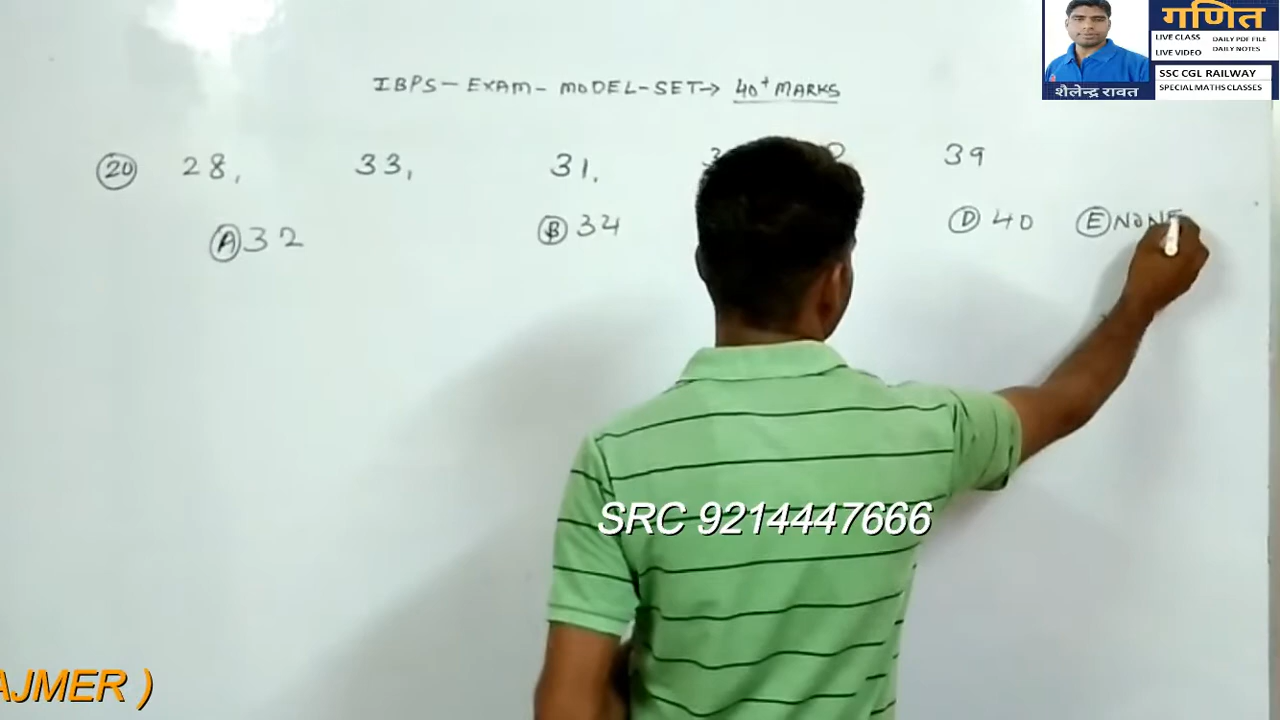 गणित
LIVE CLASS
DAILY PDF FILE
LIVE VIDEO
DAILY NOTES
SSC CGL RAILWAY
SPECIAL MATHS CLASSES
शैलेन्द्र रावत
IBPS - EXAM - MODEL - SET → 40+ MARKS
20 28, 33, 31, 39
A 32 B 34 D 40 E NONE
SRC 9214447666
AJMER )